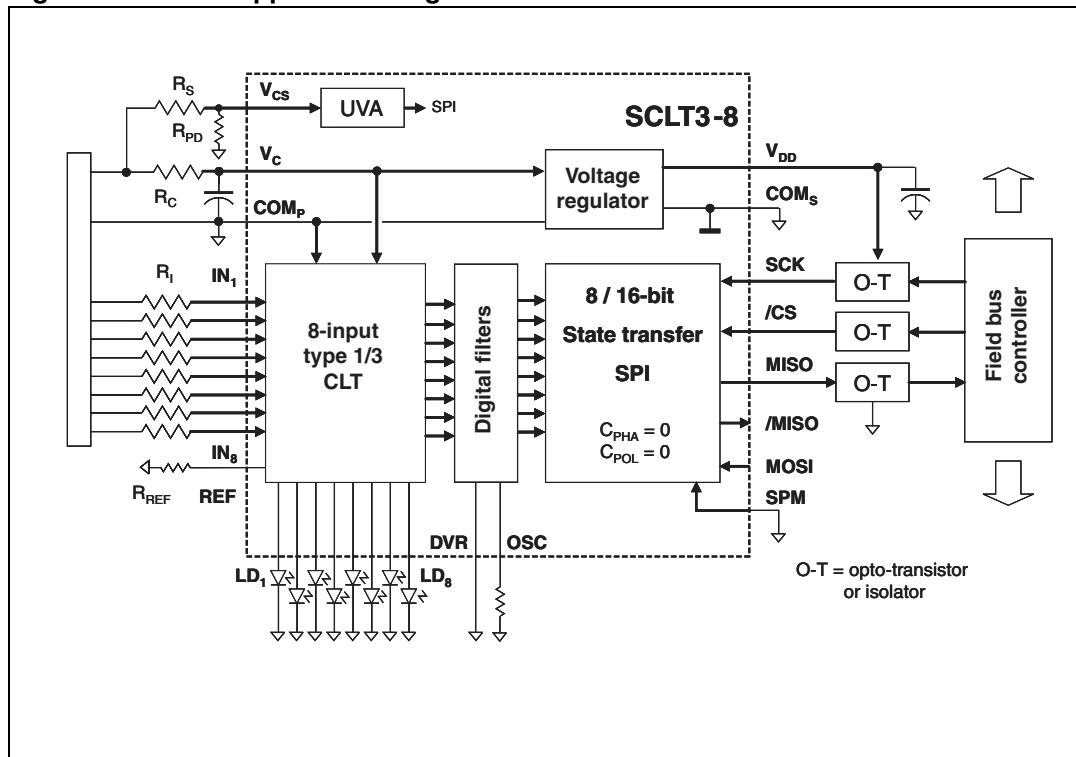 R_S
V_CS
UVA
SPI
SCLT3-8
R_PD
V_C
V_DD
Voltage
regulator
R_C
COM_P
COM_S
R_I
IN_1
SCK
O-T
8-input
type 1/3
CLT
Digital filters
8 / 16-bit
State transfer
SPI
C_PHA = 0
C_POL = 0
/CS
O-T
MISO
O-T
/MISO
MOSI
SPM
Field bus
controller
IN_8
R_REF
REF
DVR
OSC
LD_1
LD_8
O-T = opto-transistor
or isolator